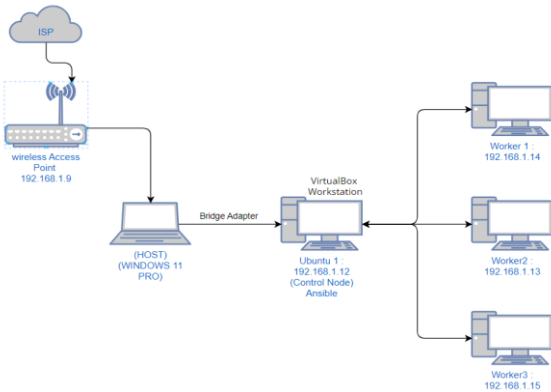 ISP
wireless Access
Point
192.168.1.9
(HOST)
(WINDOWS 11
PRO)
Bridge Adapter
VirtualBox
Workstation
Ubuntu 1 :
192.168.1.12
(Control Node)
Ansible
Worker 1 :
192.168.1.14
Worker2 :
192.168.1.13
Worker3 :
192.168.1.15